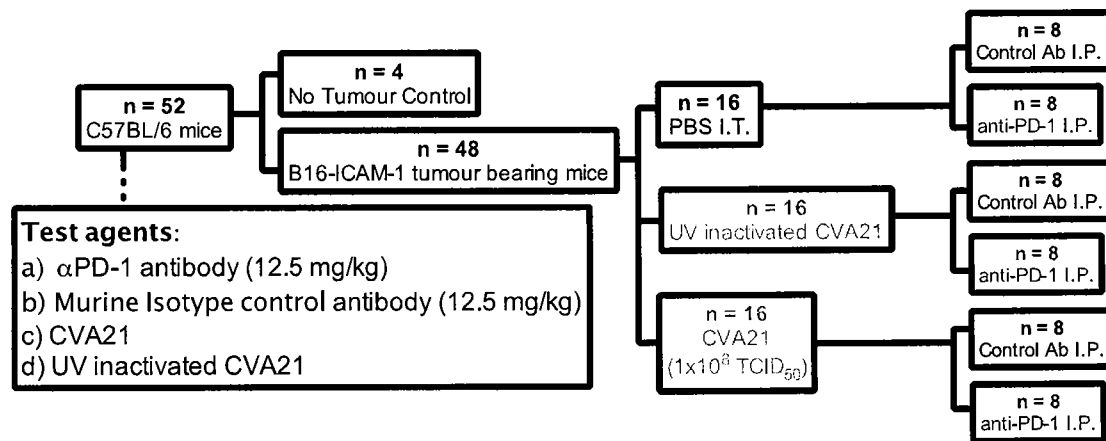 n = 52
C57BL/6 mice
n = 4
No Tumour Control
n = 48
B16-ICAM-1 tumour bearing mice
n = 16
PBS I.T.
n = 8
Control Ab I.P.
n = 8
anti-PD-1 I.P.
n = 16
UV inactivated CVA21
n = 8
Control Ab I.P.
n = 8
anti-PD-1 I.P.
n = 16
CVA21
(1x10⁸ TCID₅₀)
n = 8
Control Ab I.P.
n = 8
anti-PD-1 I.P.
Test agents:
a) αPD-1 antibody (12.5 mg/kg)
b) Murine Isotype control antibody (12.5 mg/kg)
c) CVA21
d) UV inactivated CVA21